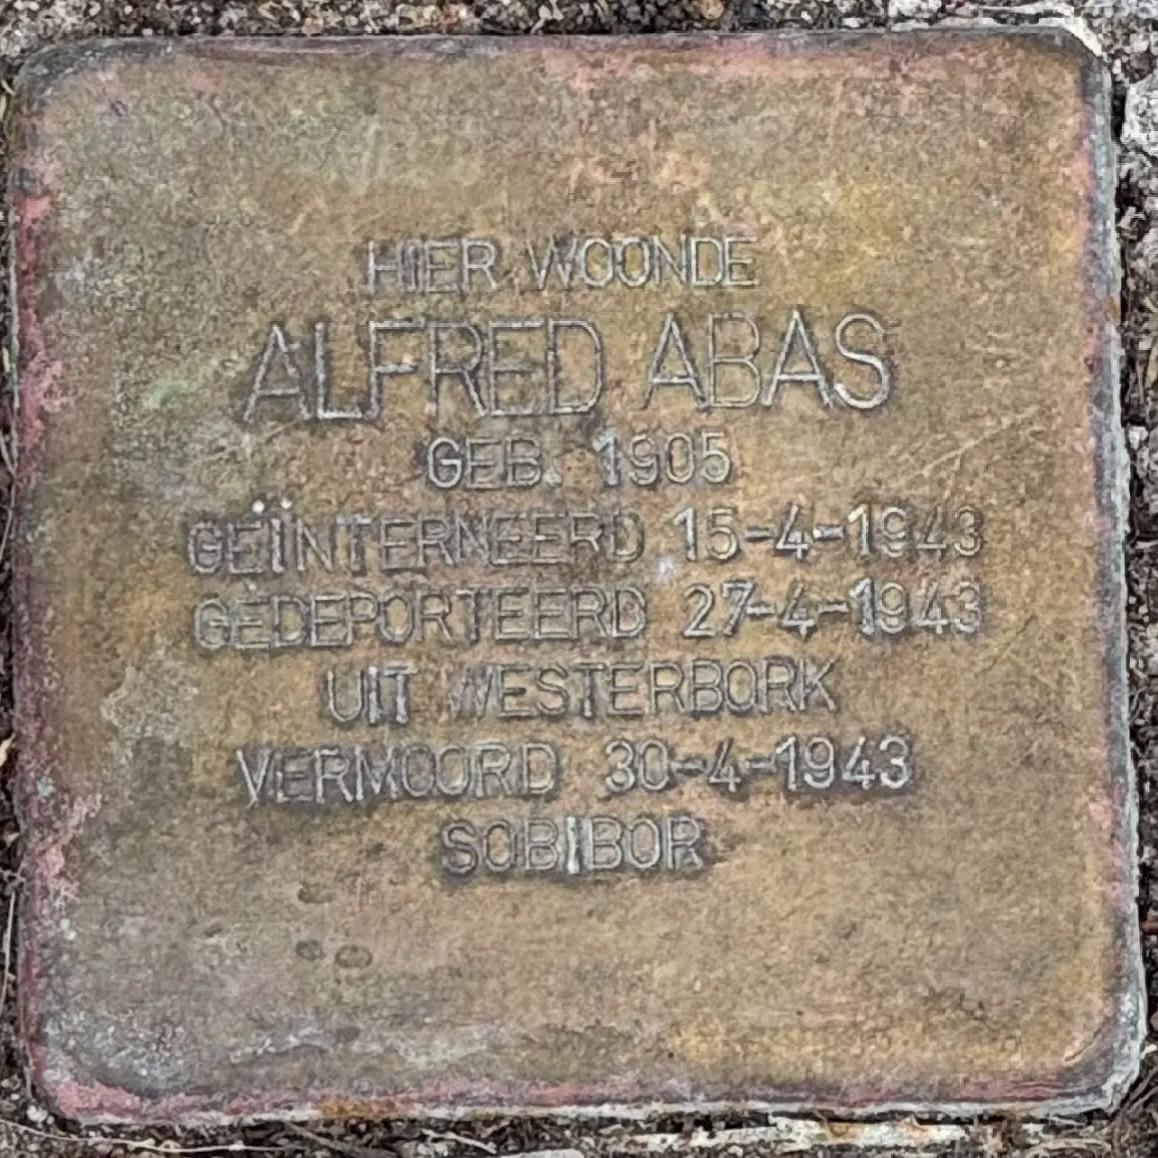 HIER WOONDE
ALFRED ABAS
GEB. 1905
GEÏNTERNEERD 15-4-1943
GEDEPORTEERD 27-4-1943
UIT WESTERBORK
VERMOORD 30-4-1943
SOBIBOR